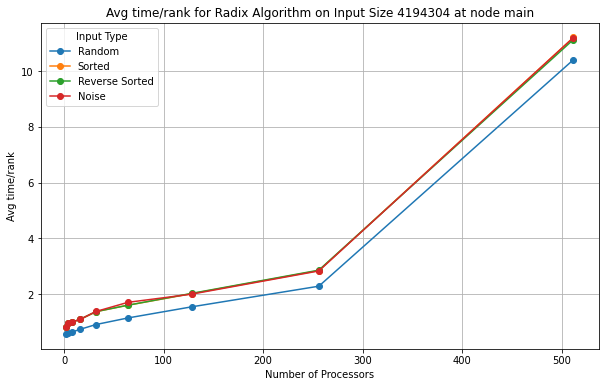 Avg time/rank for Radix Algorithm on Input Size 4194304 at node main
Input Type
Random
Sorted
Reverse Sorted
Noise
Avg time/rank
10
8
6
4
2
0
100
200
300
400
500
Number of Processors